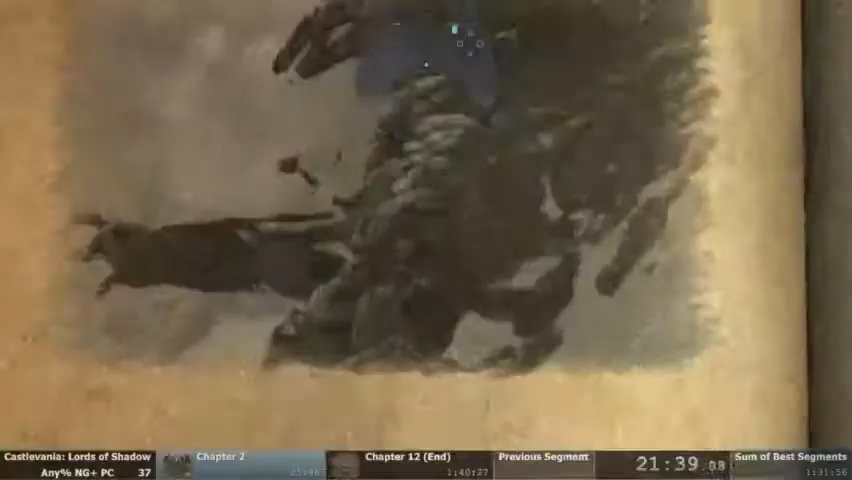 Castlevania: Lords of Shadow
Any% NG+ PC 37
Chapter 2
25:46
Chapter 12 (End)
1:40:27
Previous Segment
21:39
Sum of Best Segments
1:31:56